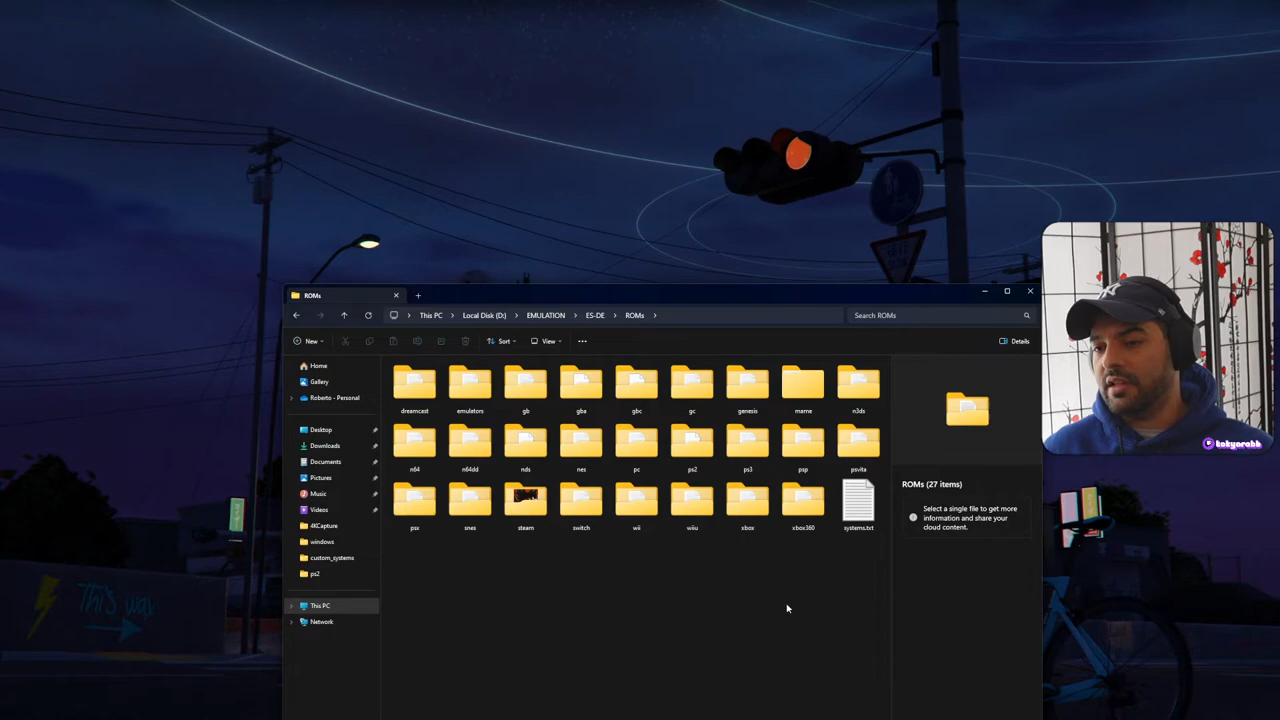 ROMs
This PC
Local Disk (D:)
EMULATION
ES-DE
ROMs
Search ROMs
New
Sort
View
Details
Home
Gallery
Roberto - Personal
Desktop
Downloads
Documents
Pictures
Music
Videos
4KCapture
windows
custom_systems
ps2
This PC
Network
dreamcast emulators gb gba gbc gc genesis mame n3ds
n64 n64dd nds nes pc ps2 ps3 psp psvita
psx snes steam switch wii wiiu xbox xbox360 systems.txt
ROMs (27 items)
Select a single file to get more
information and share your
cloud content.
tokyorabb
This way